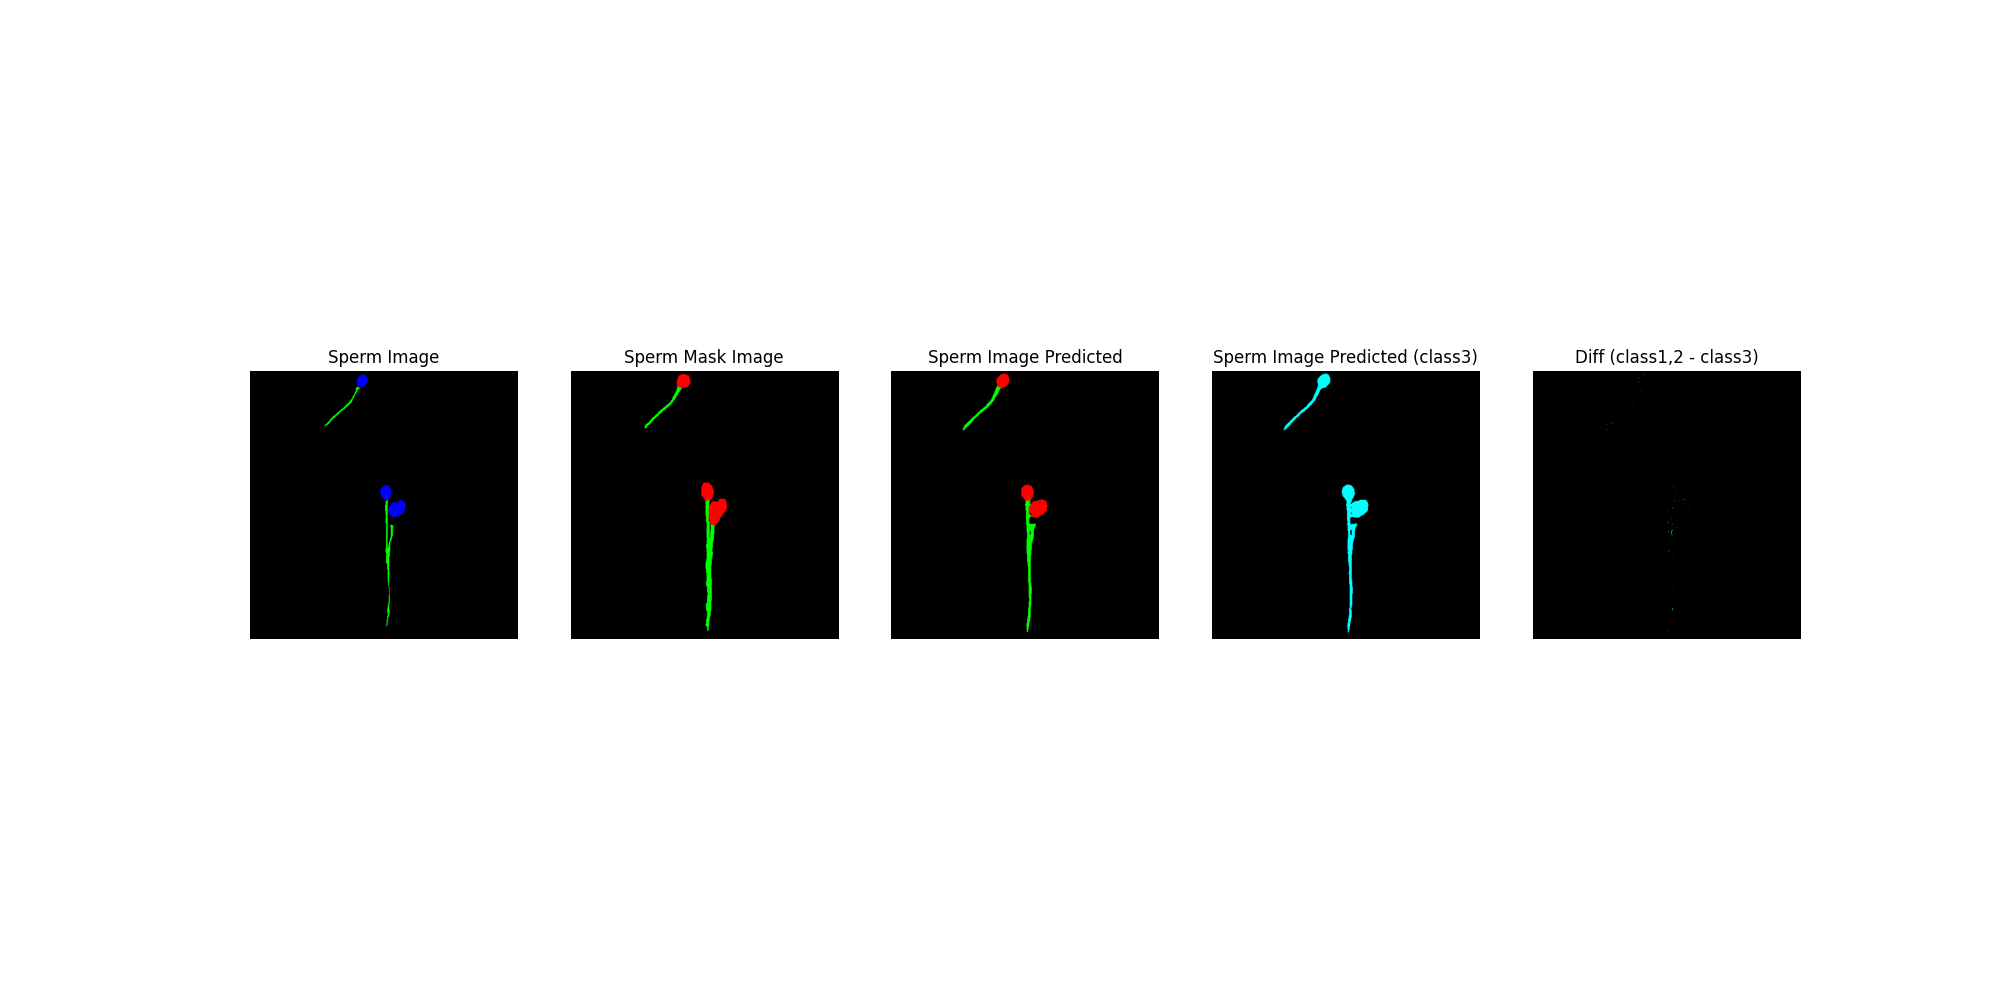 Sperm Image
Sperm Mask Image
Sperm Image Predicted
Sperm Image Predicted (class3)
Diff (class1,2 - class3)